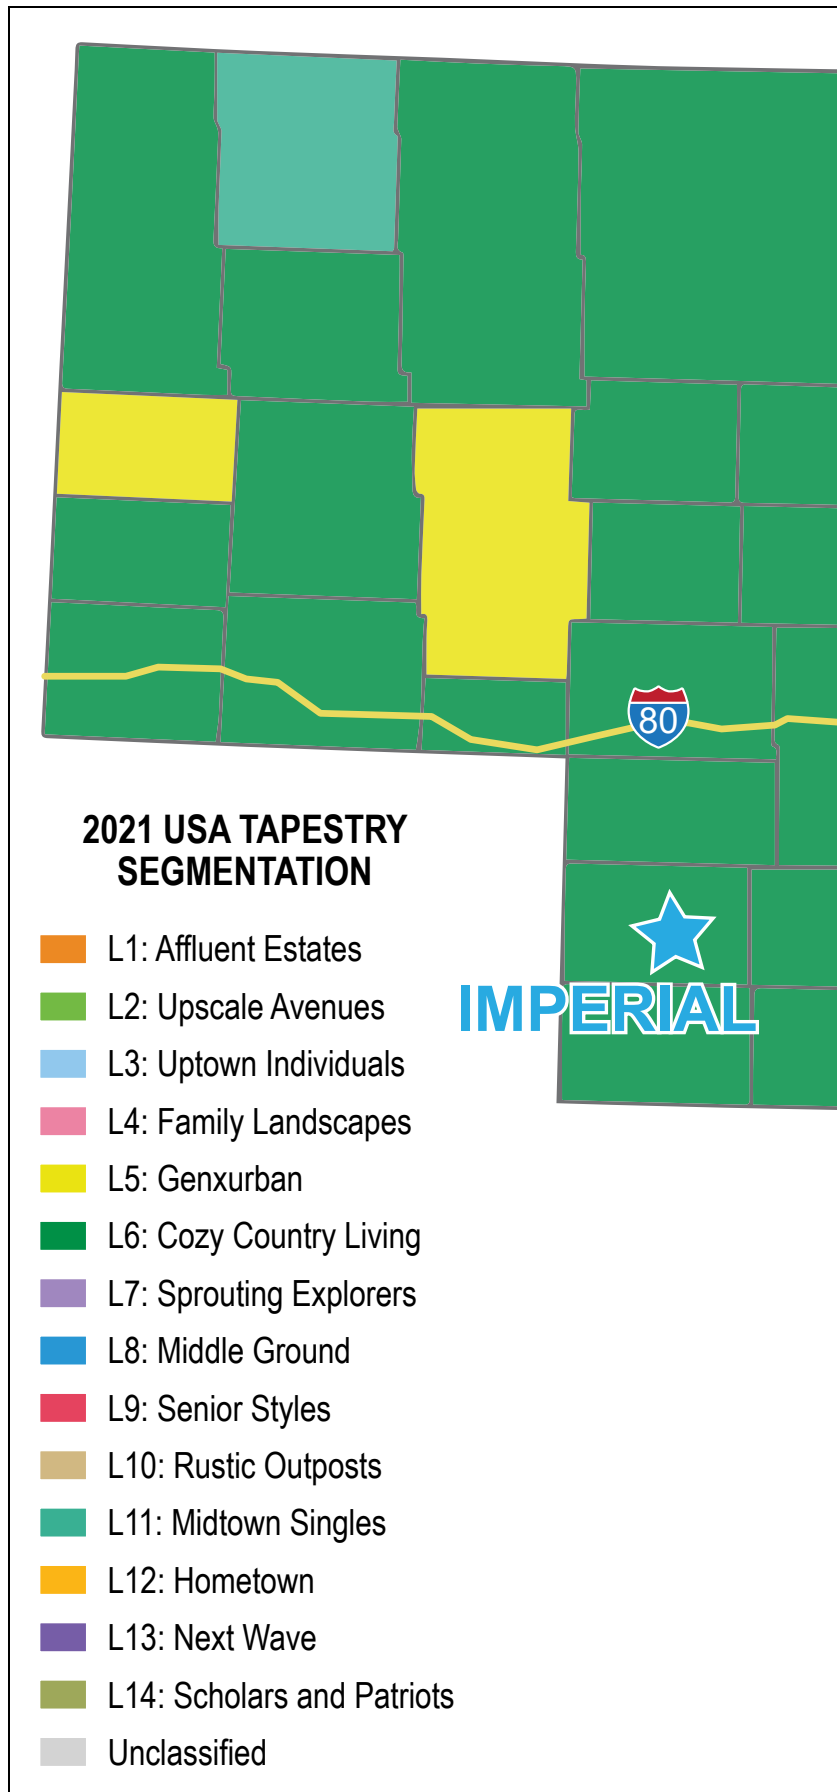 80
2021 USA TAPESTRY
SEGMENTATION
L1: Affluent Estates
IMPERIAL
L2: Upscale Avenues
L3: Uptown Individuals
L4: Family Landscapes
L5: Genxurban
L6: Cozy Country Living
L7: Sprouting Explorers
L8: Middle Ground
L9: Senior Styles
L10: Rustic Outposts
L11: Midtown Singles
L12: Hometown
L13: Next Wave
L14: Scholars and Patriots
Unclassified